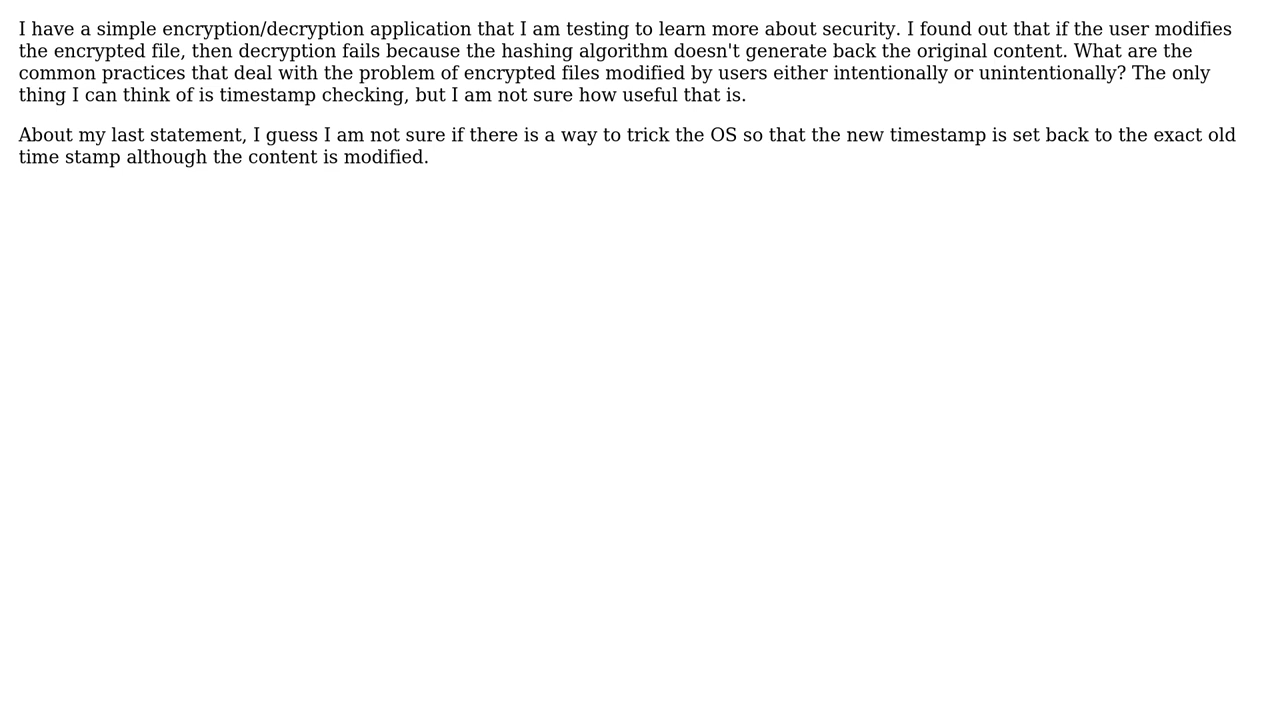 I have a simple encryption/decryption application that I am testing to learn more about security. I found out that if the user modifies
the encrypted file, then decryption fails because the hashing algorithm doesn't generate back the original content. What are the
common practices that deal with the problem of encrypted files modified by users either intentionally or unintentionally? The only
thing I can think of is timestamp checking, but I am not sure how useful that is.
About my last statement, I guess I am not sure if there is a way to trick the OS so that the new timestamp is set back to the exact old
time stamp although the content is modified.